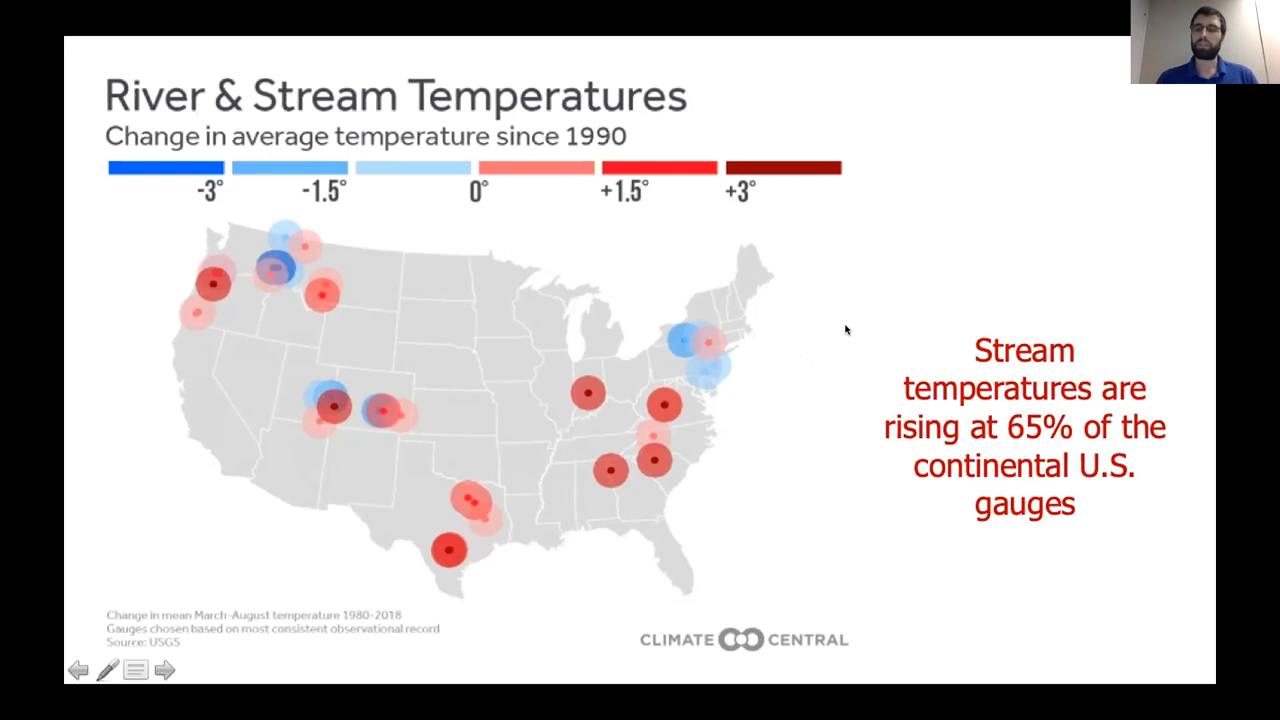 River & Stream Temperatures
Change in average temperature since 1990
-3° -1.5° 0° +1.5° +3°
Stream
temperatures are
rising at 65% of the
continental U.S.
gauges
Change in mean March-August temperature 1980-2018
Gauges chosen based on most consistent observational record
Source: USGS
CLIMATE CENTRAL